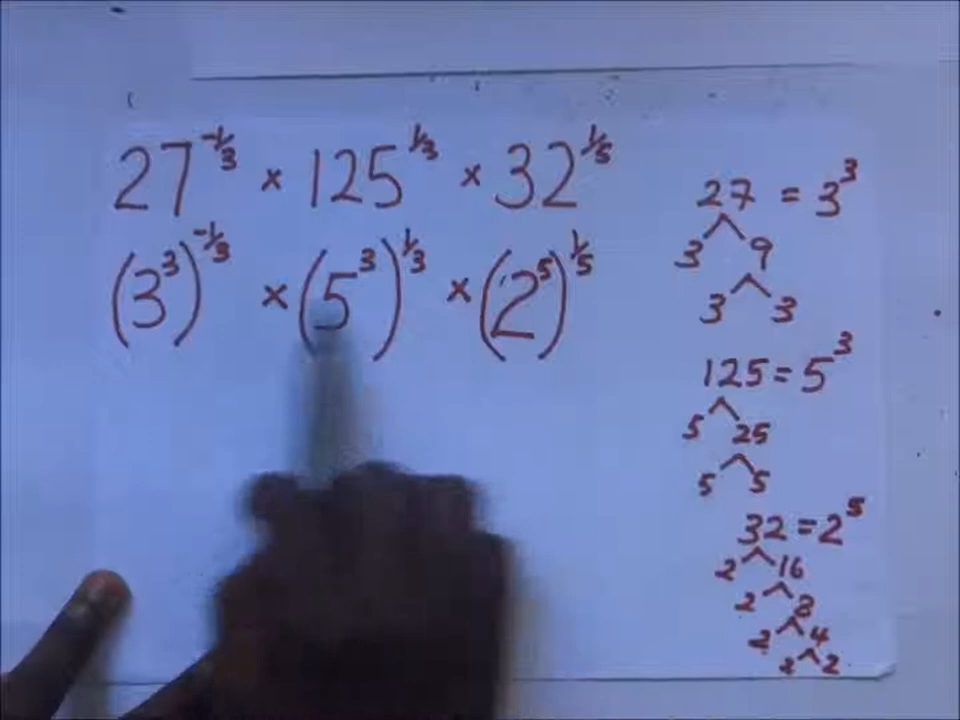 27^{-1/3} × 125^{1/3} × 32^{1/5}
(3^3)^{-1/3} × (5^3)^{1/3} × (2^5)^{1/5}
27 = 3^3
3 9
3 3
125 = 5^3
5 25
5 5
32 = 2^5
2 16
2 8
2 4
2 2